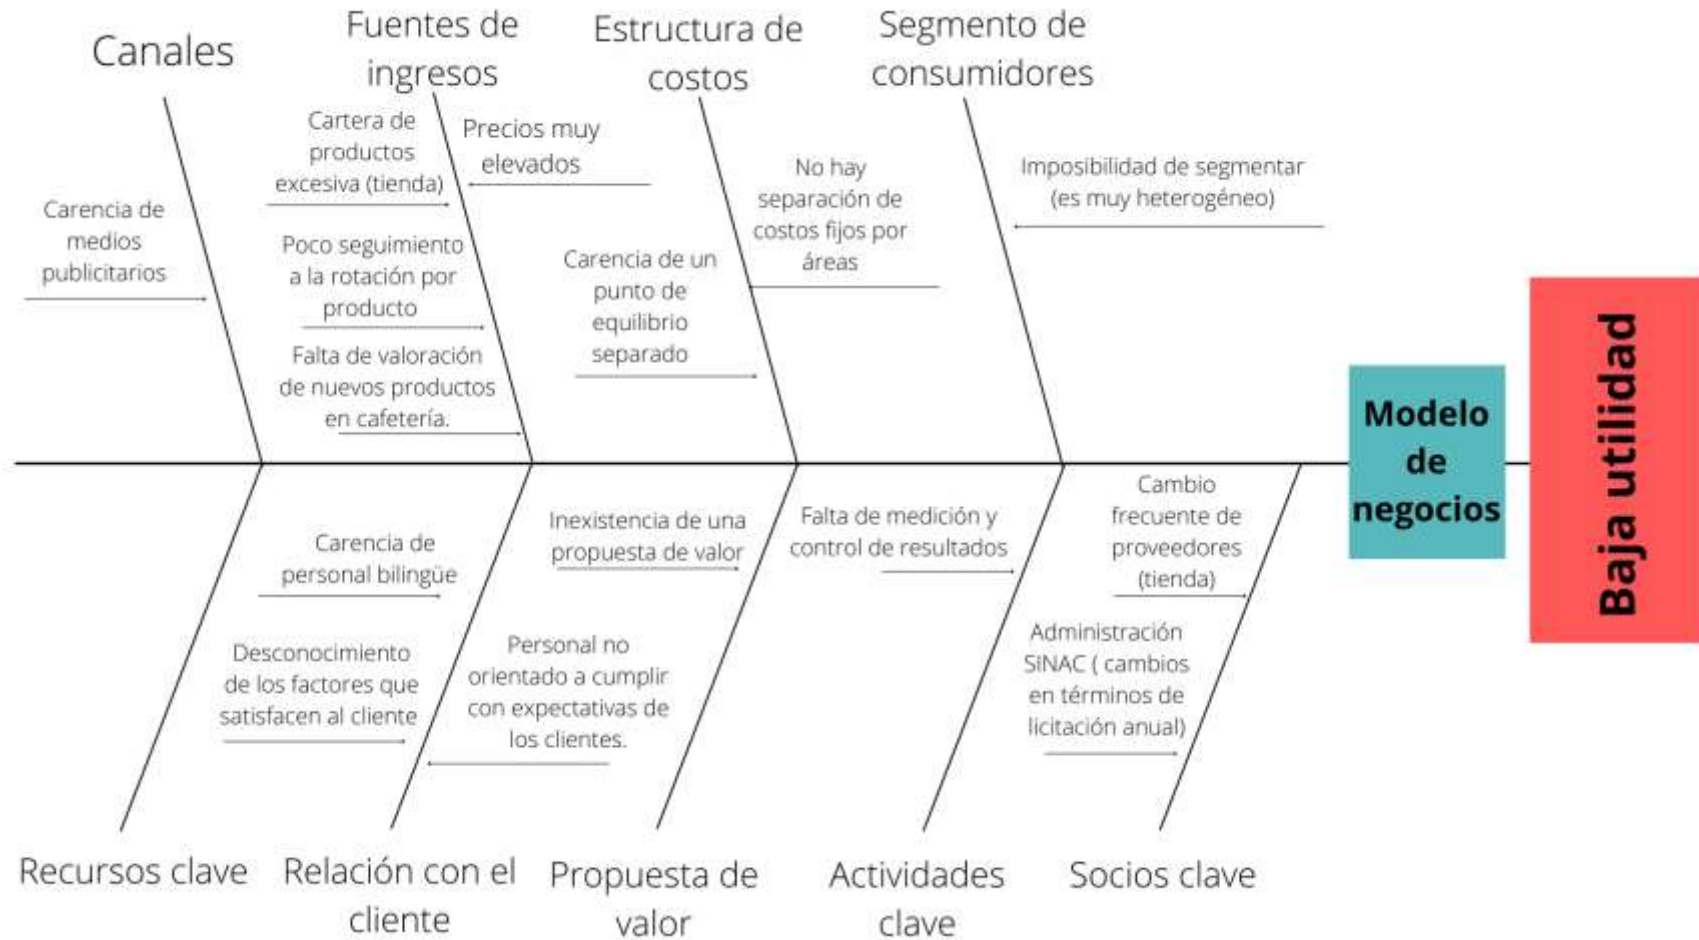 Canales
Fuentes de
ingresos
Estructura de
costos
Segmento de
consumidores
Carencia de
medios
publicitarios
Cartera de
productos
excesiva (tienda)
Precios muy
elevados
Poco seguimiento
a la rotación por
producto
Falta de valoración
de nuevos productos
en cafetería.
Carencia de un
punto de
equilibrio
separado
No hay
separación de
costos fijos por
áreas
Imposibilidad de segmentar
(es muy heterogéneo)
Modelo
de
negocios
Baja utilidad
Carencia de
personal bilingüe
Desconocimiento
de los factores que
satisfacen al cliente
Personal no
orientado a cumplir
con expectativas de
los clientes.
Inexistencia de una
propuesta de valor
Falta de medición y
control de resultados
Cambio
frecuente de
proveedores
(tienda)
Administración
SINAC ( cambios
en términos de
licitación anual)
Recursos clave
Relación con el
cliente
Propuesta de
valor
Actividades
clave
Socios clave